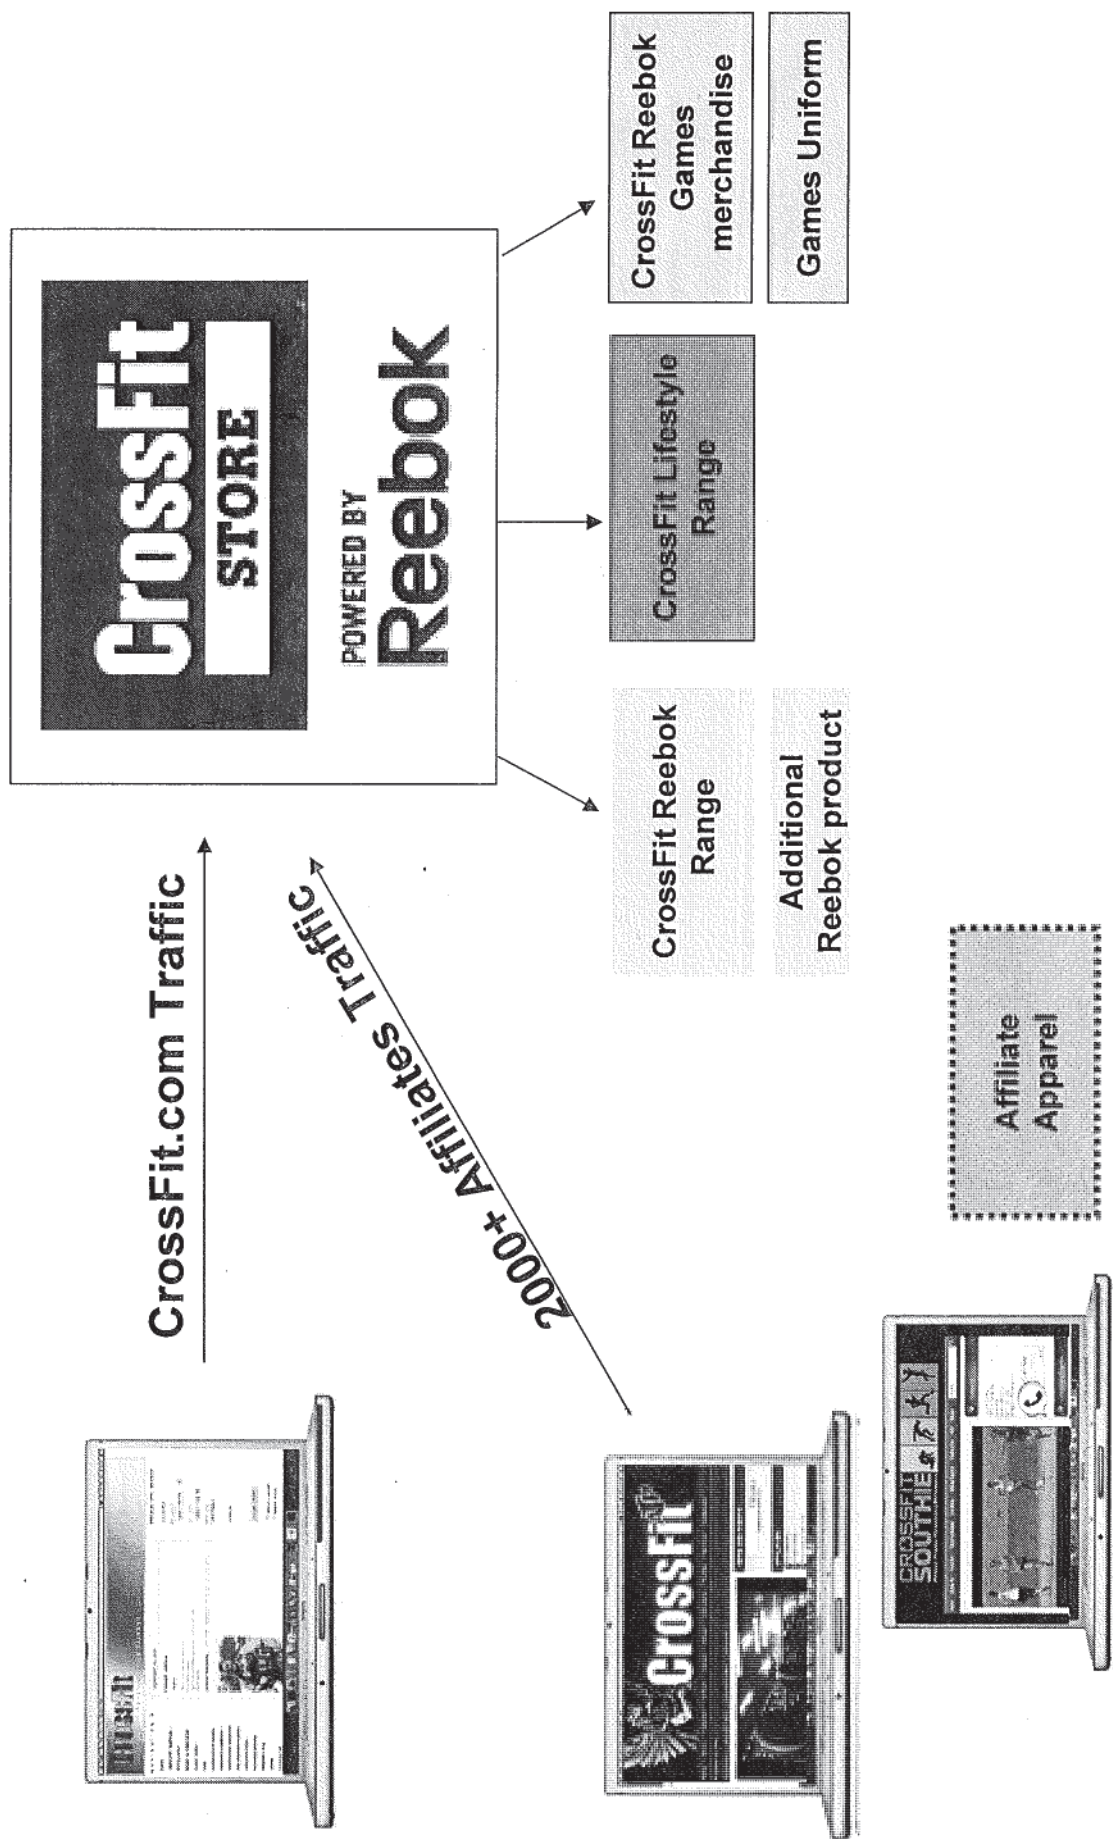 CrossFit.com Traffic
2000+ Affiliates Traffic
CrossFit
STORE
POWERED BY
Reebok
CrossFit Reebok
Range
Additional
Reebok product
CrossFit Lifestyle
Range
CrossFit Reebok
Games
merchandise
Games Uniform
CrossFit
CROSSFIT
SOUTHIE
Affiliate
Apparel